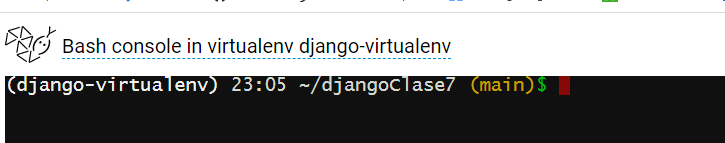 Bash console in virtualenv django-virtualenv
(django-virtualenv) 23:05 ~/djangoClase7 (main)$